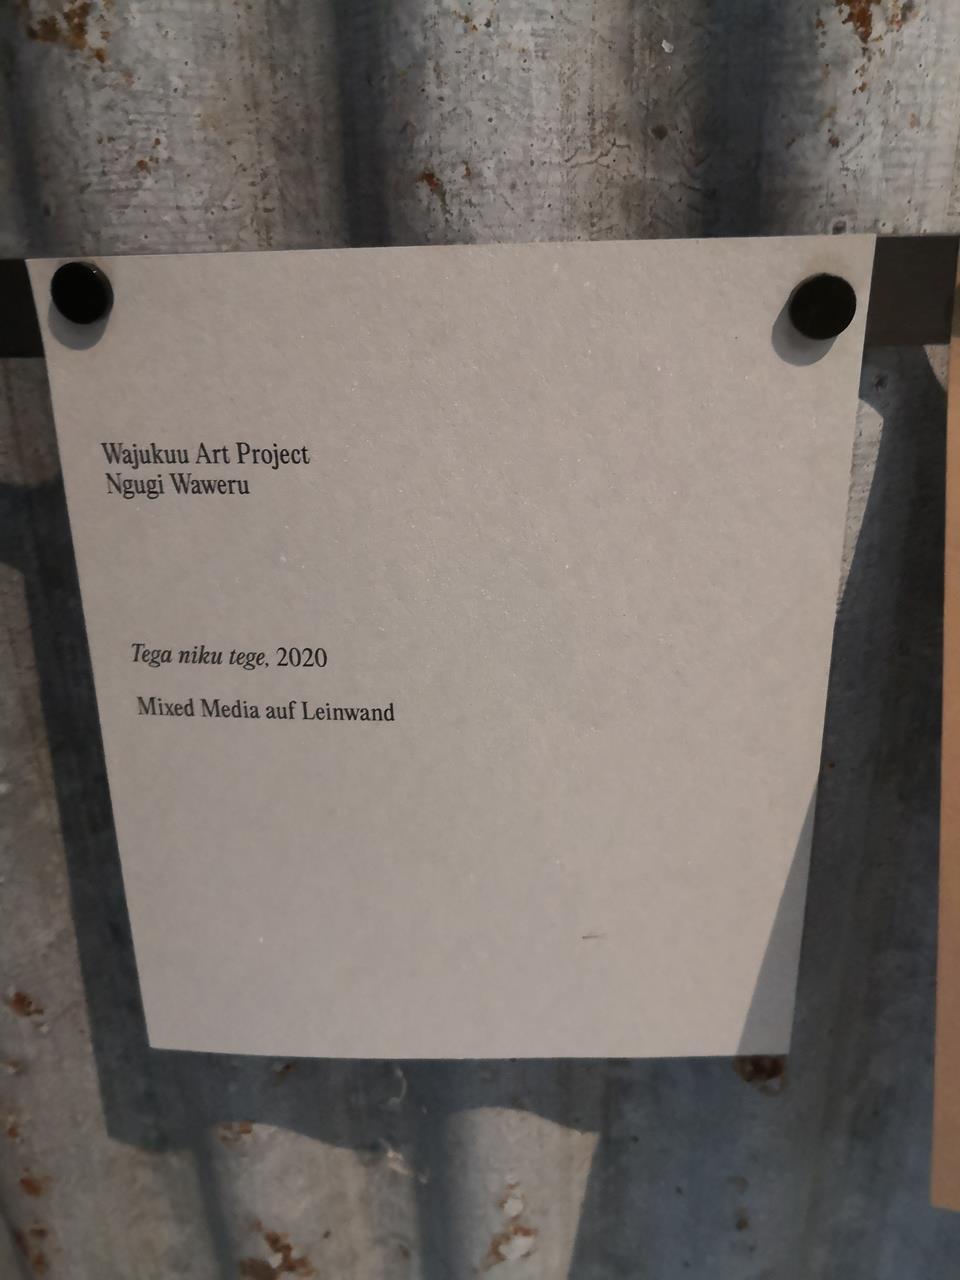 Wajukuu Art Project
Ngugi Waweru
Tega niku tege, 2020
Mixed Media auf Leinwand